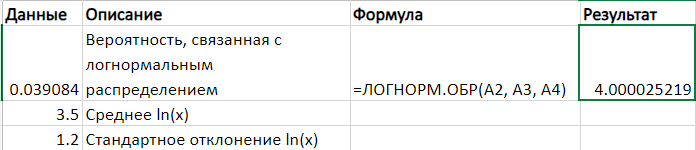 Данные Описание Формула Результат
Вероятность, связанная с
логнормальным
0.039084 распределением =ЛОГНОРМ.ОБР(A2, A3, A4) 4.000025219
3.5 Среднее ln(x)
1.2 Стандартное отклонение ln(x)